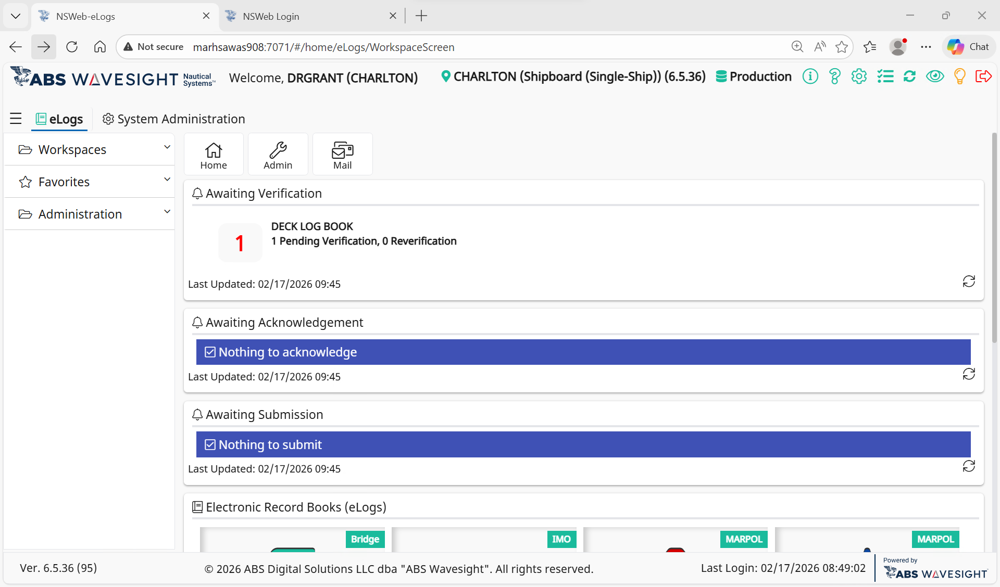 NSWeb-eLogs
NSWeb Login
Not secure
marhsawas908:7071/#/home/eLogs/WorkspaceScreen
Chat
ABS WAVESIGHT Nautical Systems™
Welcome, DRGRANT (CHARLTON)
CHARLTON (Shipboard (Single-Ship)) (6.5.36)
Production
eLogs
System Administration
Workspaces
Favorites
Administration
Home
Admin
Mail
Awaiting Verification
1
DECK LOG BOOK
1 Pending Verification, 0 Reverification
Last Updated: 02/17/2026 09:45
Awaiting Acknowledgement
Nothing to acknowledge
Last Updated: 02/17/2026 09:45
Awaiting Submission
Nothing to submit
Last Updated: 02/17/2026 09:45
Electronic Record Books (eLogs)
Bridge
IMO
MARPOL
MARPOL
Ver. 6.5.36 (95)
© 2026 ABS Digital Solutions LLC dba "ABS Wavesight". All rights reserved.
Last Login: 02/17/2026 08:49:02
Powered by
ABS WAVESIGHT